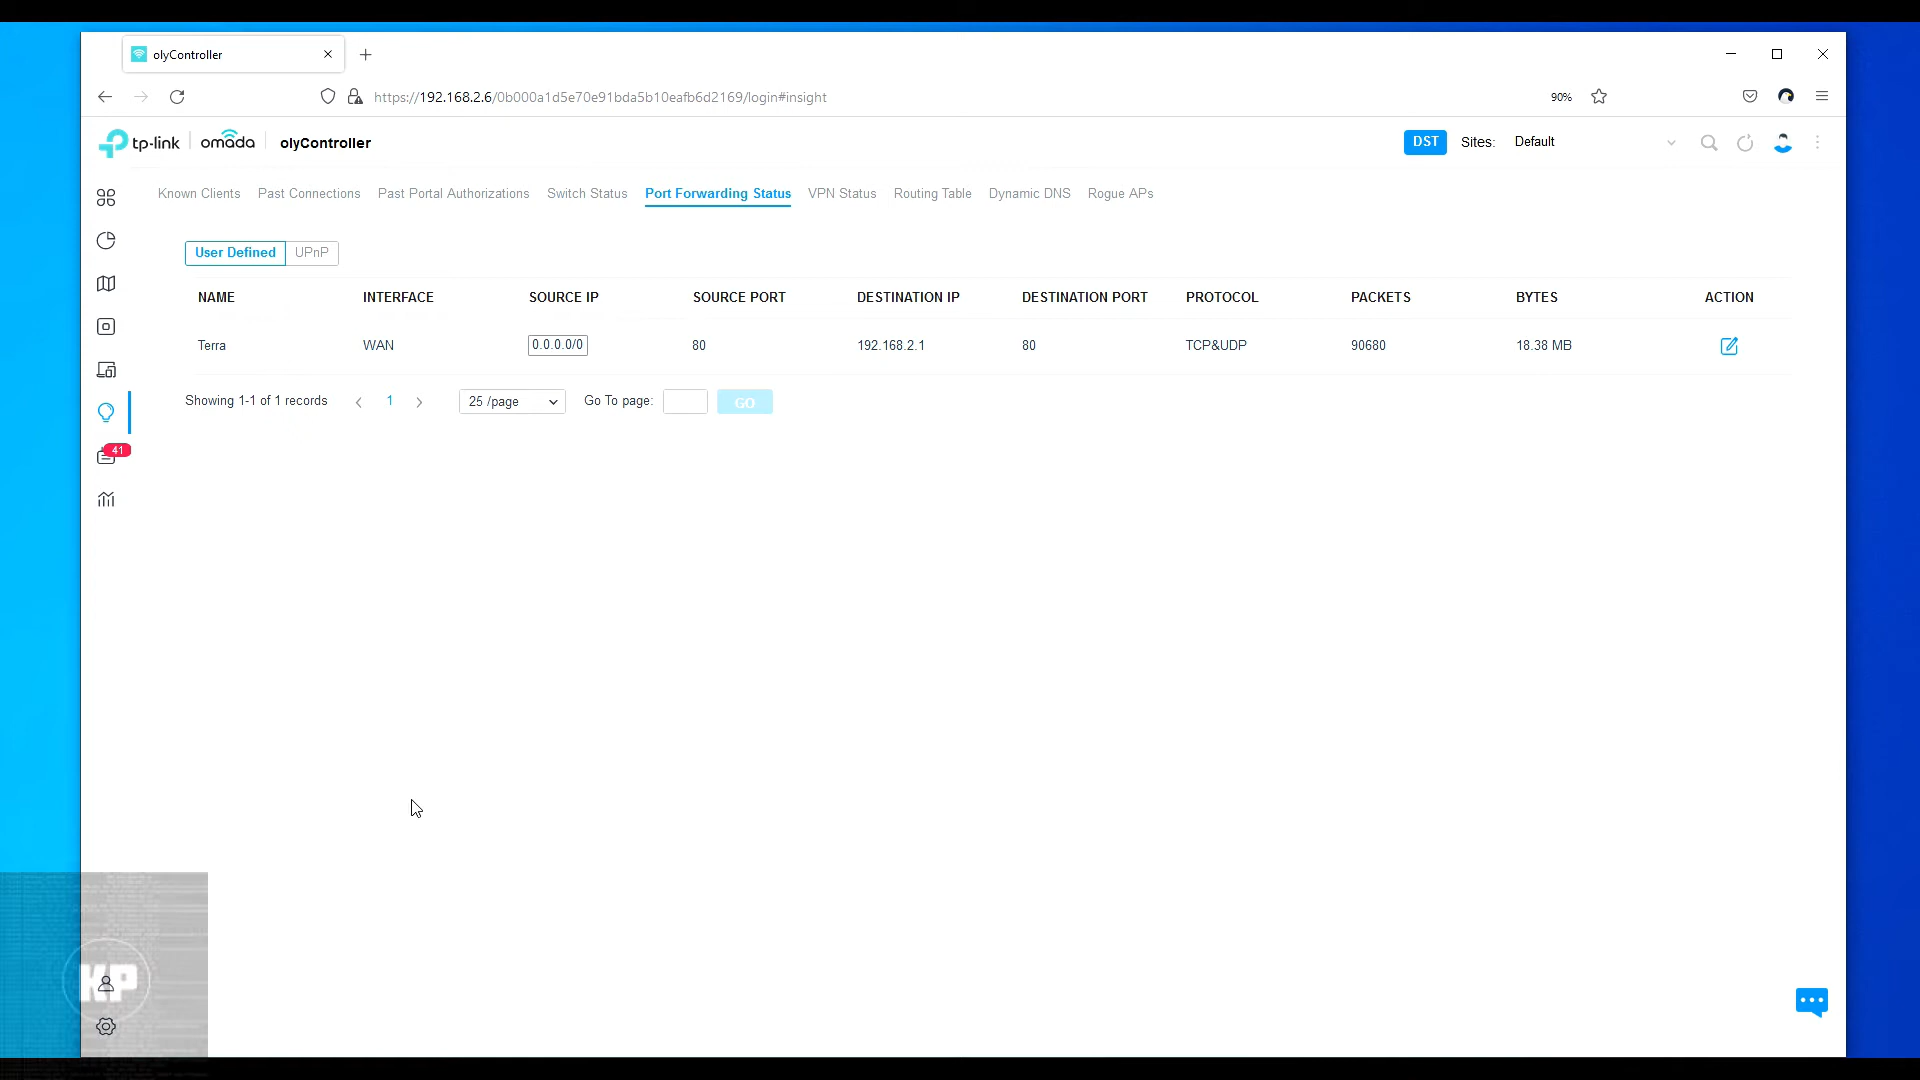 olyController
https://192.168.2.6/0b000a1d5e70e91bda5b10eafb6d2169/login#insight
90%
tp-link omada olyController
DST Sites: Default
Known Clients Past Connections Past Portal Authorizations Switch Status Port Forwarding Status VPN Status Routing Table Dynamic DNS Rogue APs
User Defined UPnP
NAME INTERFACE SOURCE IP SOURCE PORT DESTINATION IP DESTINATION PORT PROTOCOL PACKETS BYTES ACTION
Terra WAN 0.0.0.0/0 80 192.168.2.1 80 TCP&UDP 90680 18.38 MB
Showing 1-1 of 1 records 1 25 /page Go To page: GO
41
KP